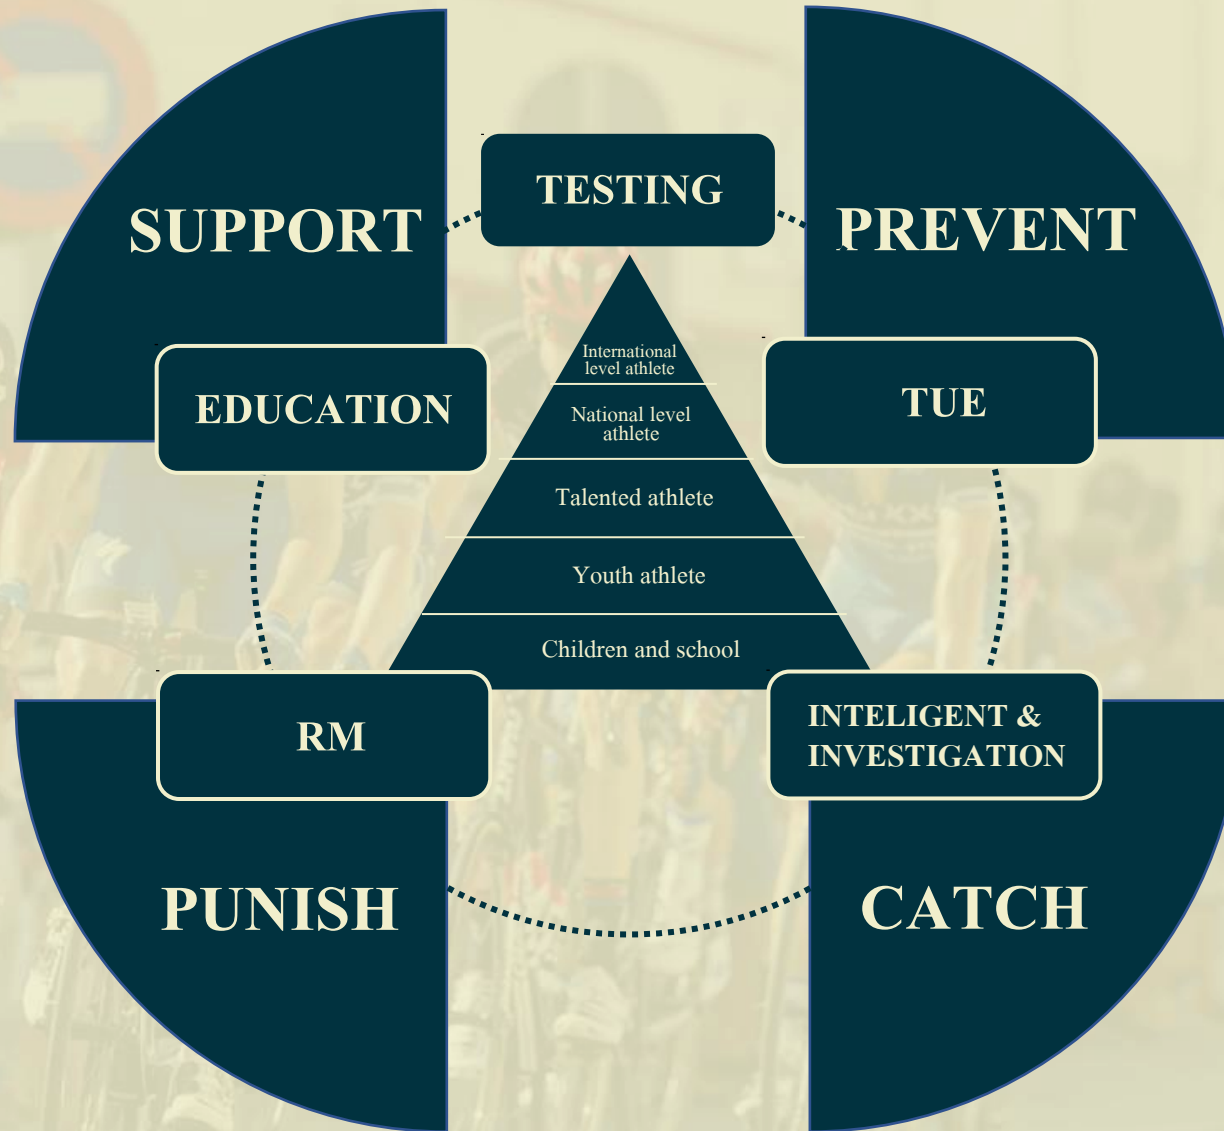 TESTING
SUPPORT
PREVENT
International
level athlete
EDUCATION
TUE
National level
athlete
Talented athlete
Youth athlete
Children and school
RM
INTELIGENT &
INVESTIGATION
PUNISH
CATCH